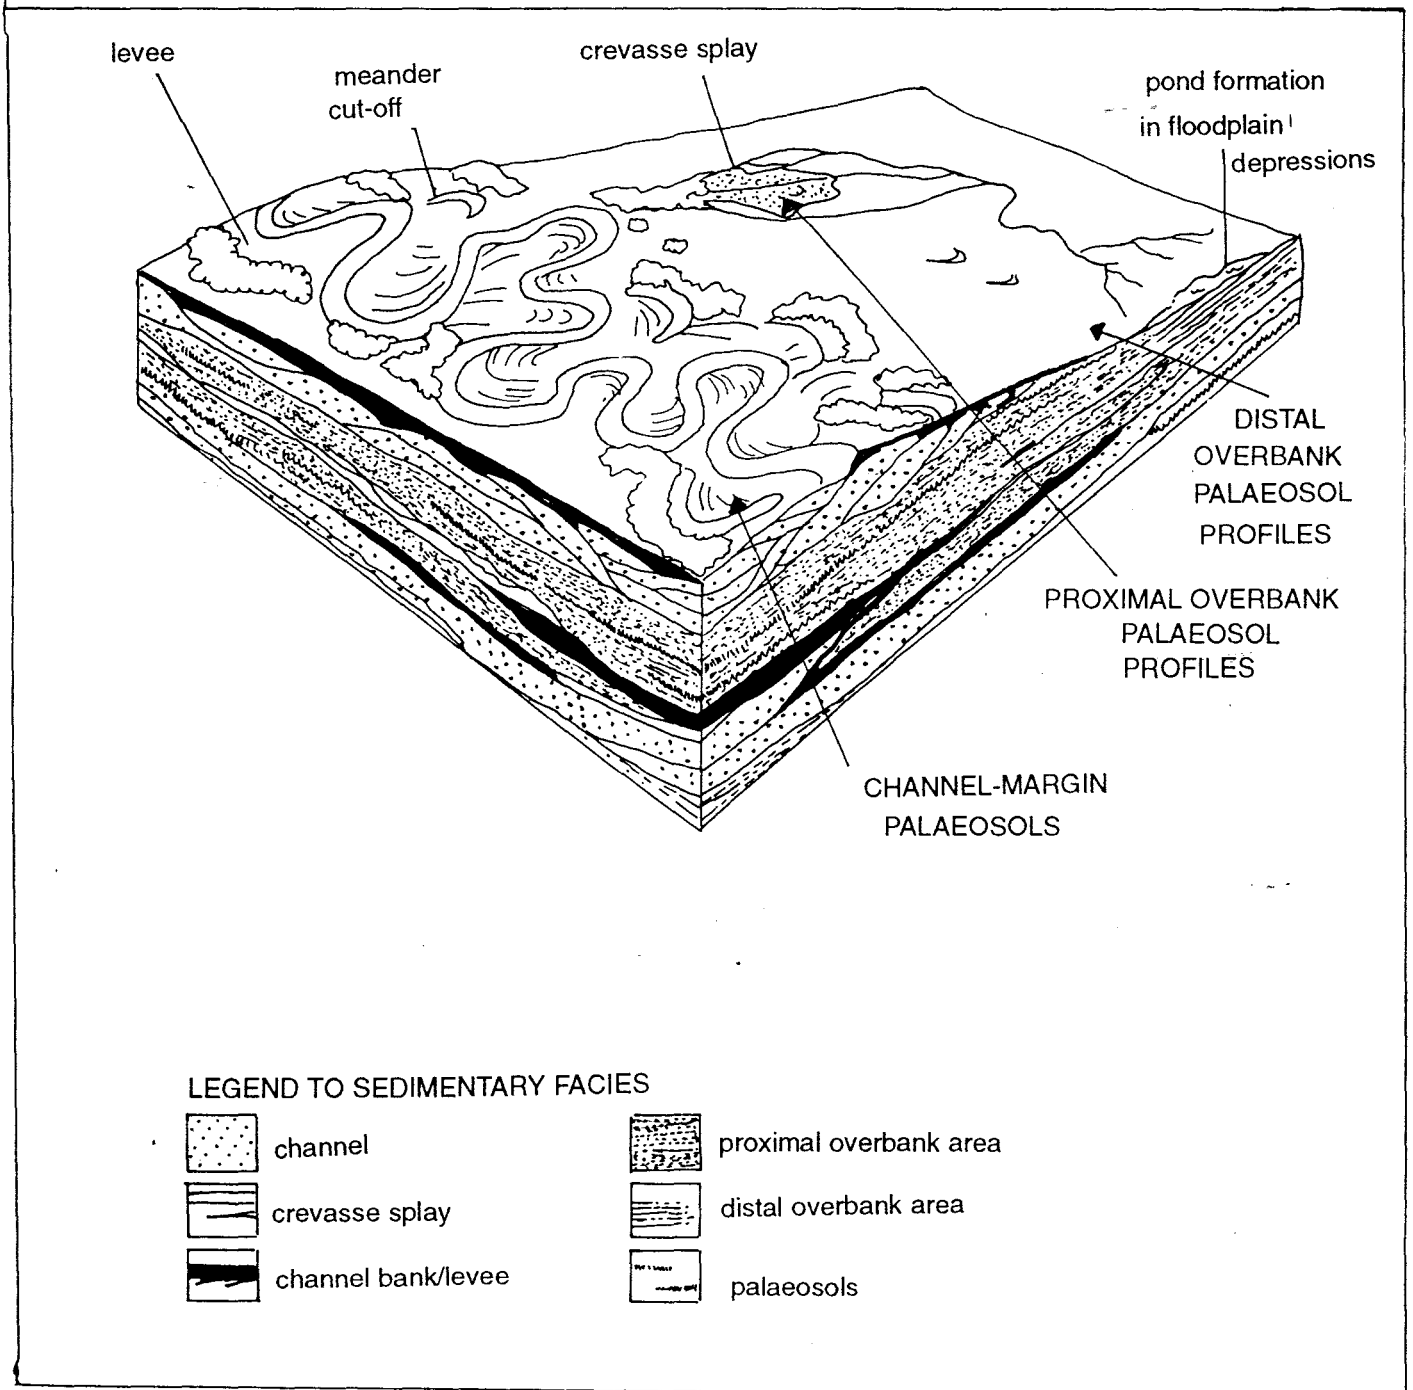 levee
meander
cut-off
crevasse splay
pond formation
in floodplain
depressions
DISTAL
OVERBANK
PALAEOSOL
PROFILES
PROXIMAL OVERBANK
PALAEOSOL
PROFILES
CHANNEL-MARGIN
PALAEOSOLS
LEGEND TO SEDIMENTARY FACIES
channel
crevasse splay
channel bank/levee
proximal overbank area
distal overbank area
palaeosols